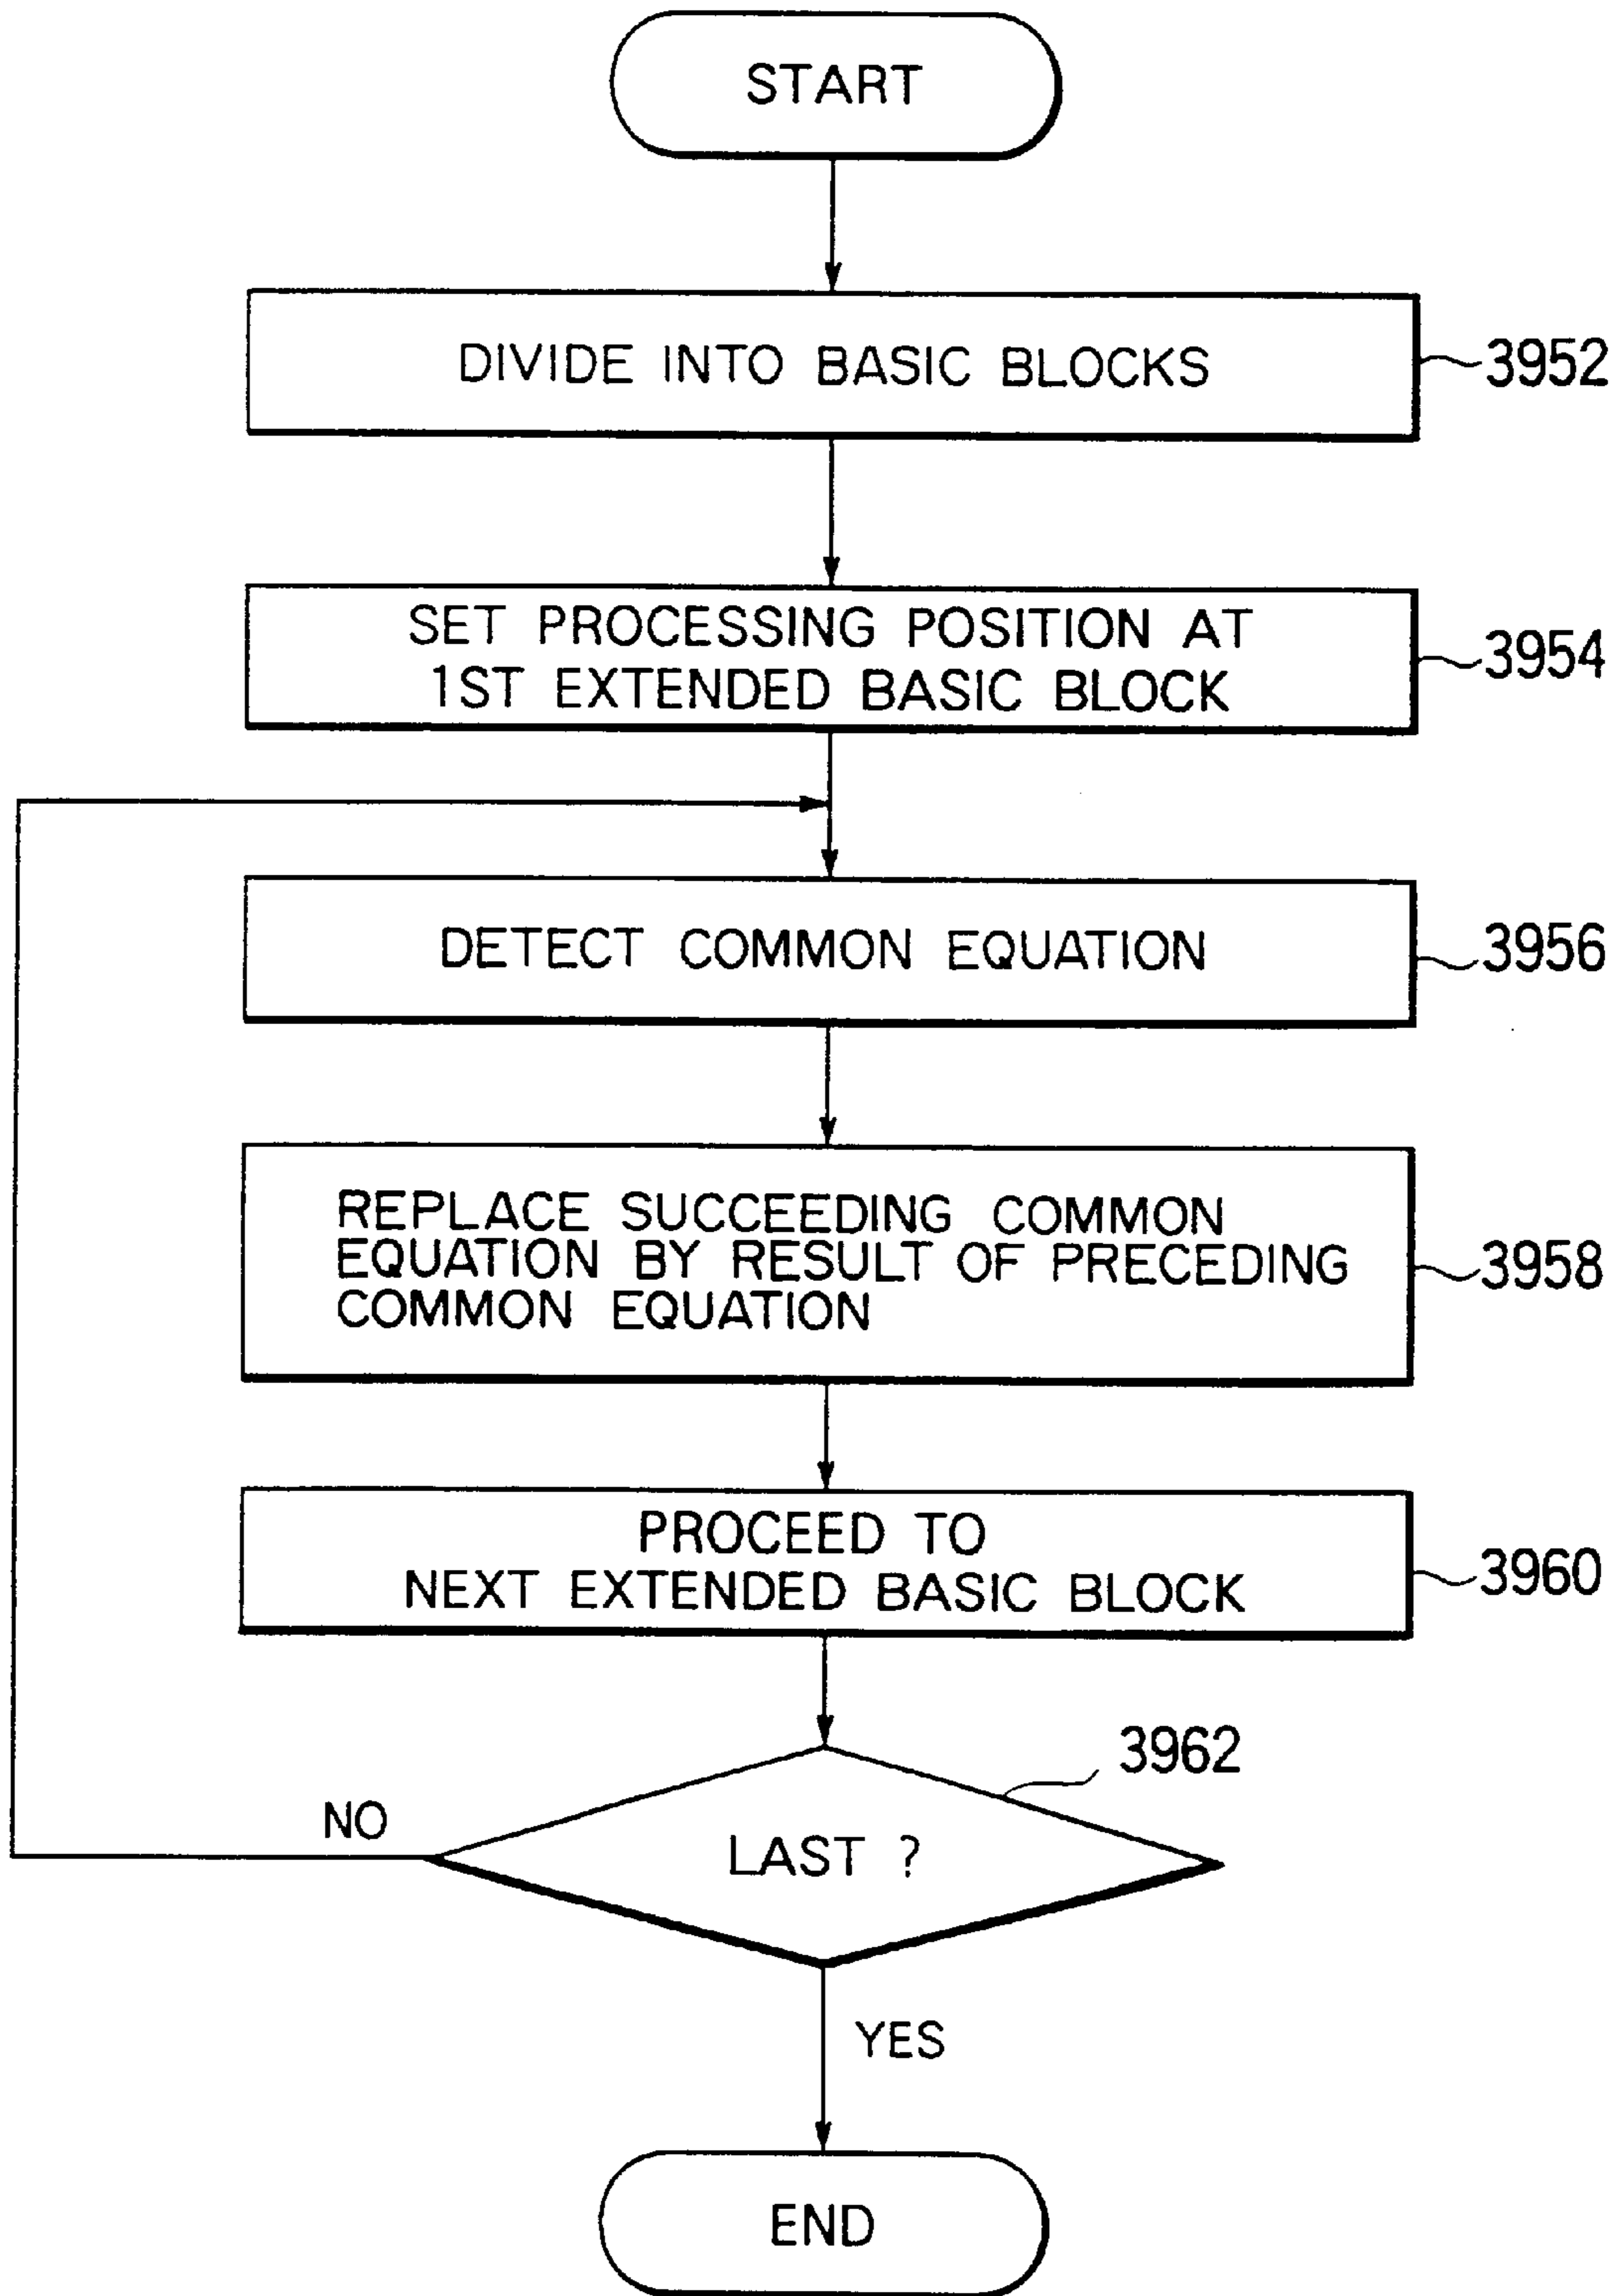 START
DIVIDE INTO BASIC BLOCKS
3952
SET PROCESSING POSITION AT
1ST EXTENDED BASIC BLOCK
3954
DETECT COMMON EQUATION
3956
REPLACE SUCCEEDING COMMON
EQUATION BY RESULT OF PRECEDING
COMMON EQUATION
3958
PROCEED TO
NEXT EXTENDED BASIC BLOCK
3960
3962
NO
LAST ?
YES
END